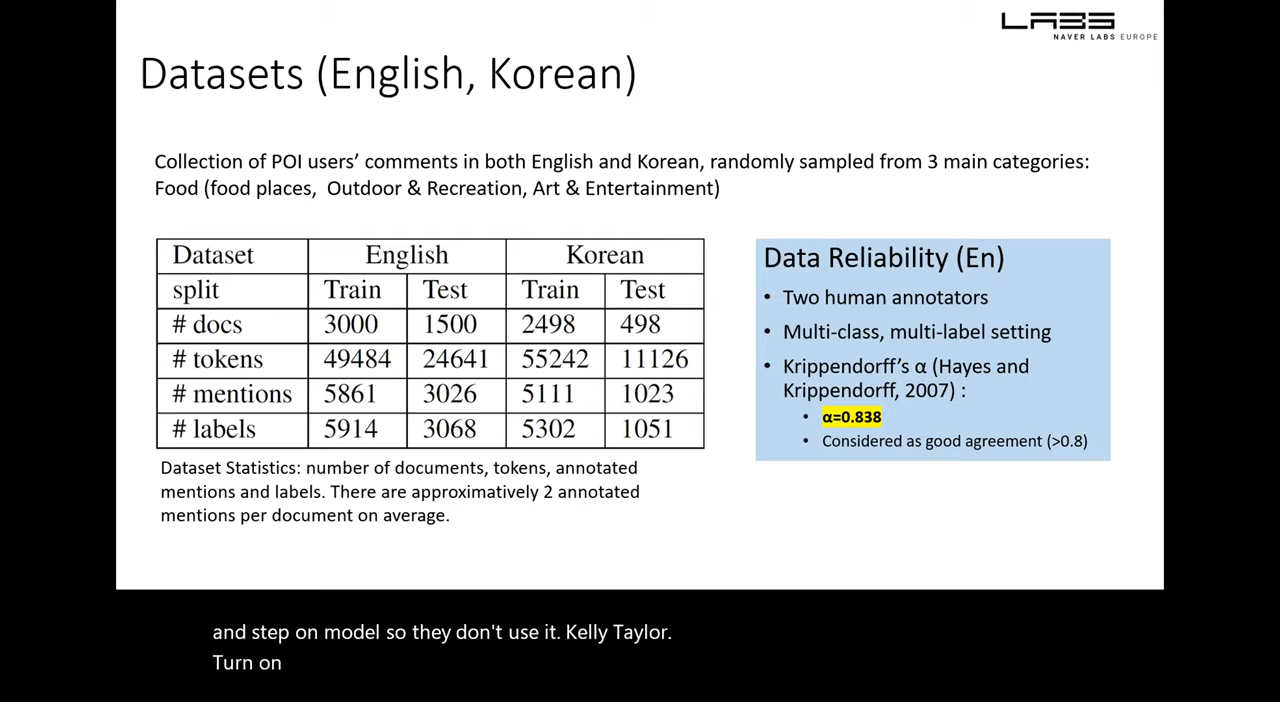 LABS
NAVER LABS EUROPE
Datasets (English, Korean)
Collection of POI users’ comments in both English and Korean, randomly sampled from 3 main categories:
Food (food places, Outdoor & Recreation, Art & Entertainment)
Dataset English Korean
split Train Test Train Test
# docs 3000 1500 2498 498
# tokens 49484 24641 55242 11126
# mentions 5861 3026 5111 1023
# labels 5914 3068 5302 1051
Dataset Statistics: number of documents, tokens, annotated
mentions and labels. There are approximatively 2 annotated
mentions per document on average.
Data Reliability (En)
• Two human annotators
• Multi-class, multi-label setting
• Krippendorff’s α (Hayes and
Krippendorff, 2007) :
• α=0.838
• Considered as good agreement (>0.8)
and step on model so they don't use it. Kelly Taylor.
Turn on